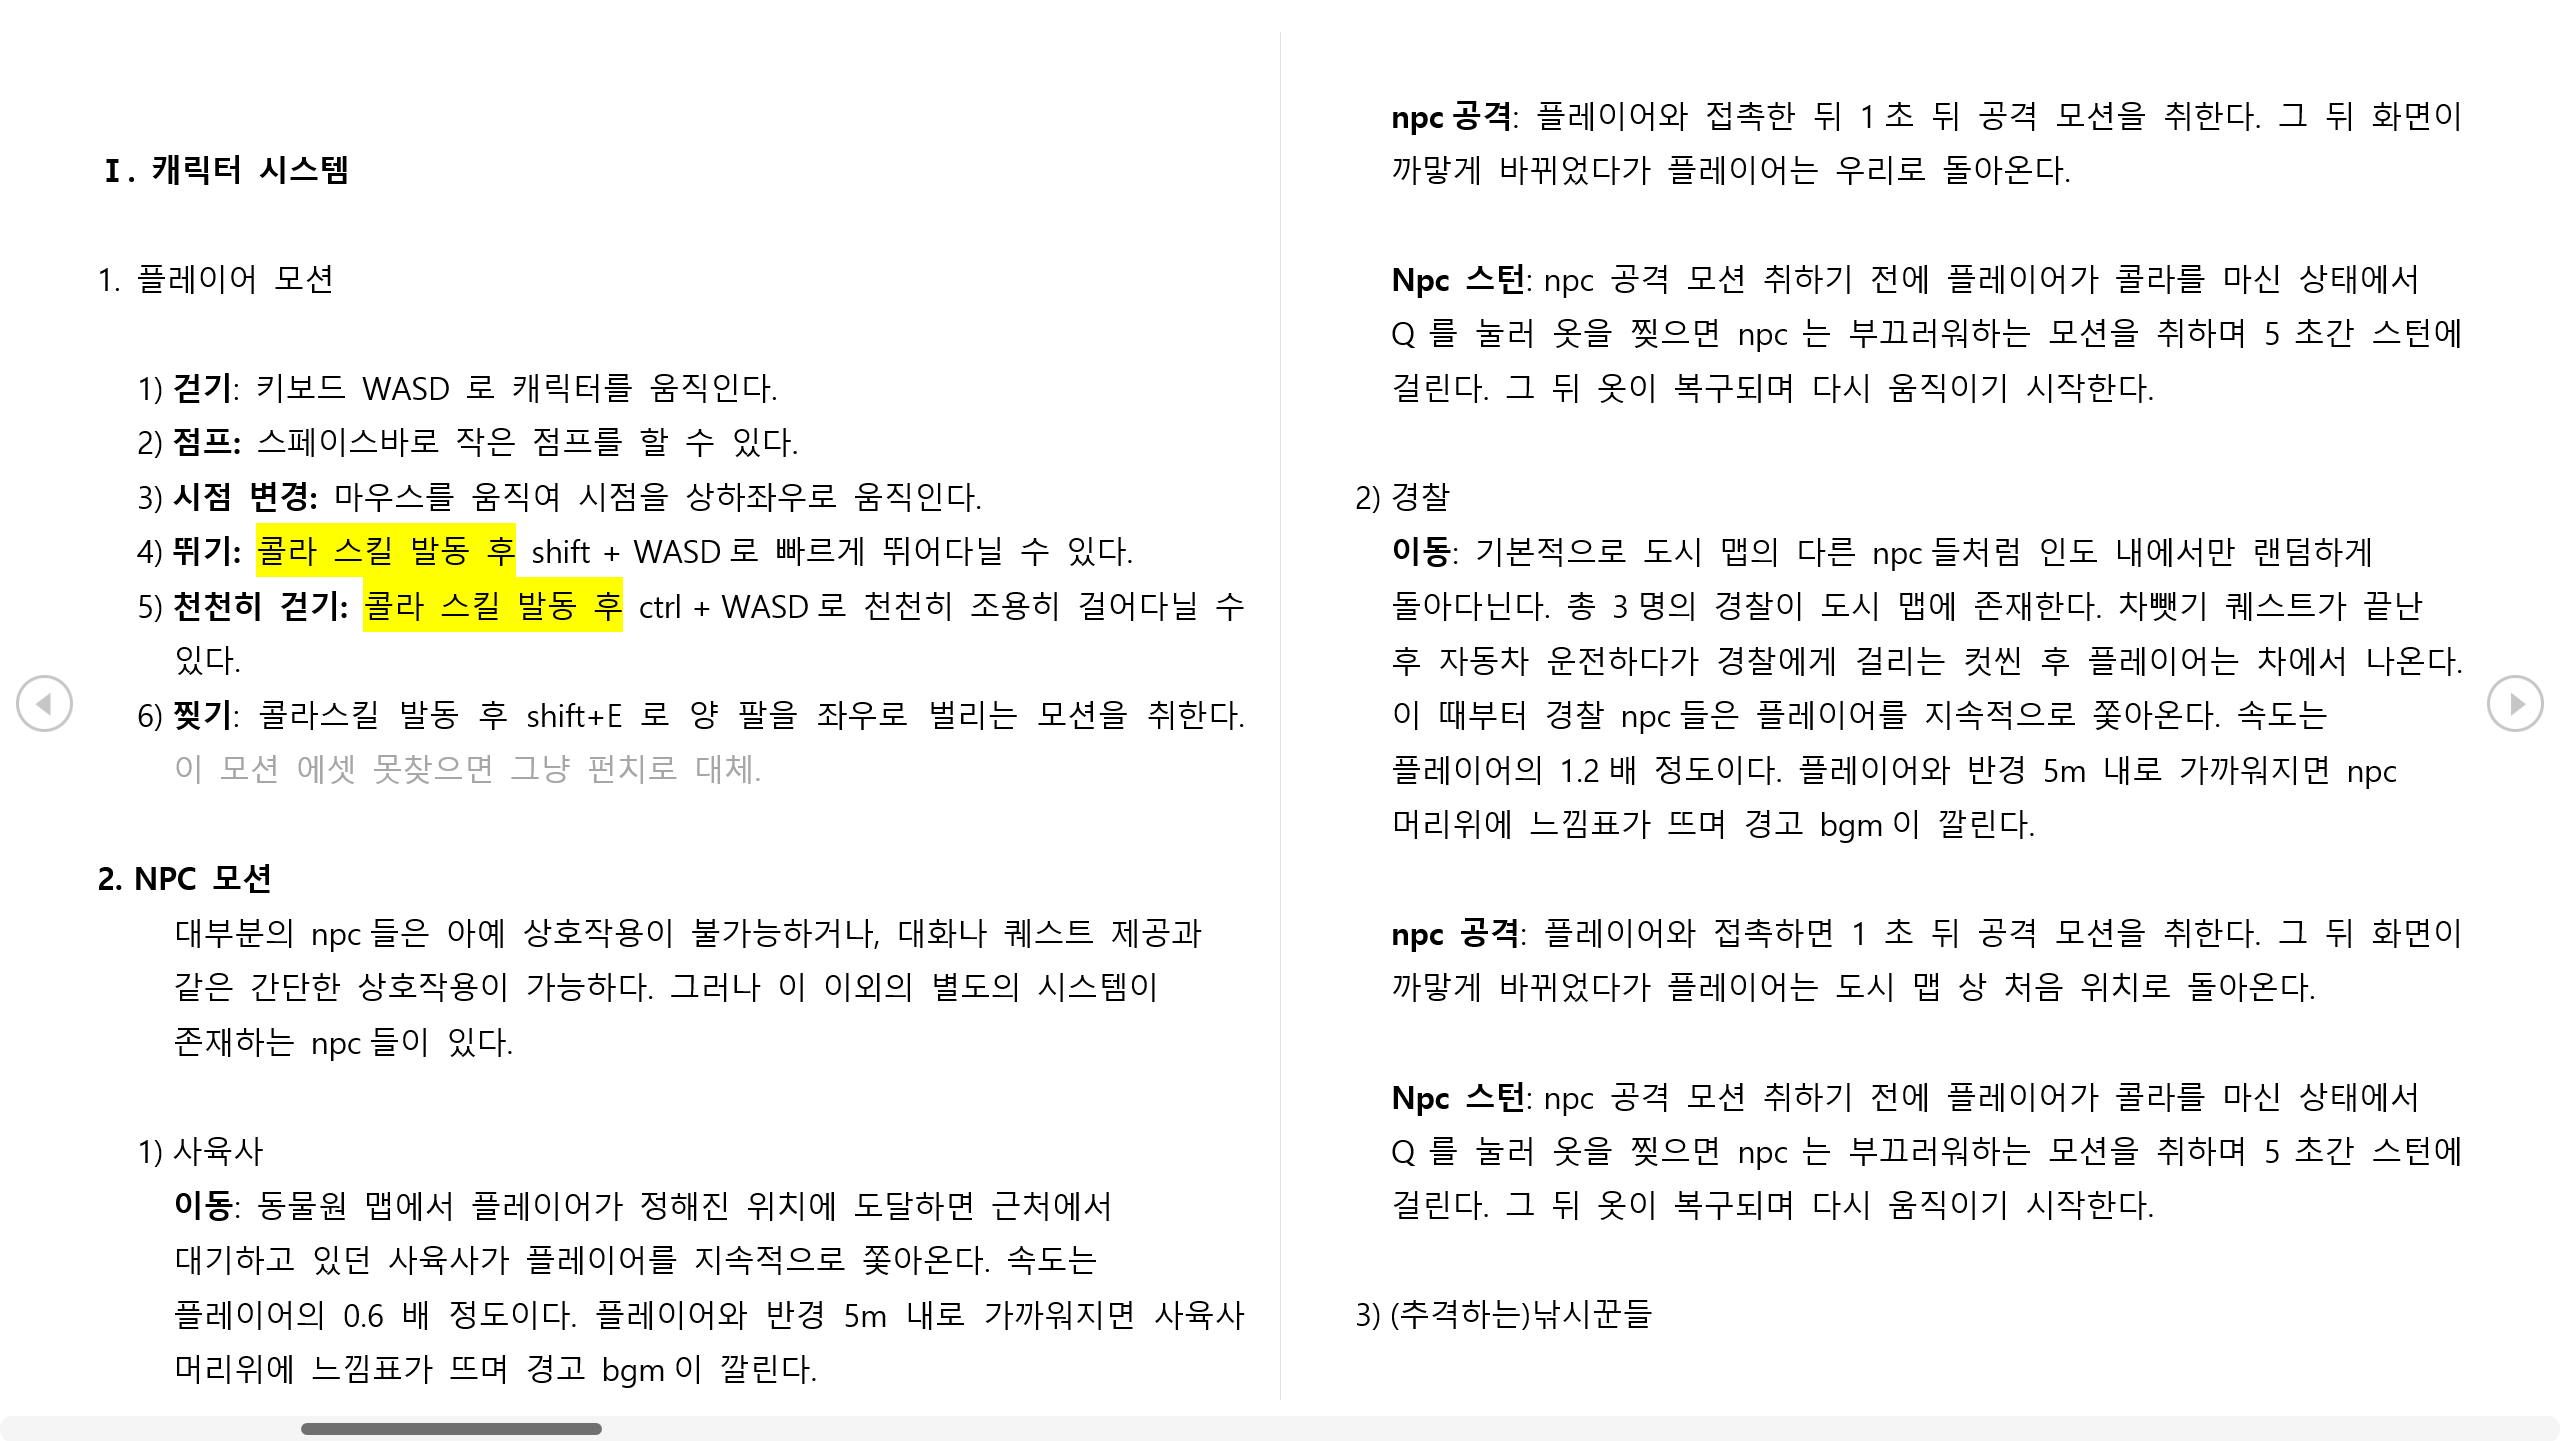 Ⅰ. 캐릭터 시스템
1. 플레이어 모션
1) 걷기: 키보드 WASD 로 캐릭터를 움직인다.
2) 점프: 스페이스바로 작은 점프를 할 수 있다.
3) 시점 변경: 마우스를 움직여 시점을 상하좌우로 움직인다.
4) 뛰기: 콜라 스킬 발동 후 shift + WASD로 빠르게 뛰어다닐 수 있다.
5) 천천히 걷기: 콜라 스킬 발동 후 ctrl + WASD로 천천히 조용히 걸어다닐 수
있다.
6) 찢기: 콜라스킬 발동 후 shift+E 로 양 팔을 좌우로 벌리는 모션을 취한다.
이 모션 에셋 못찾으면 그냥 펀치로 대체.
2. NPC 모션
대부분의 npc들은 아예 상호작용이 불가능하거나, 대화나 퀘스트 제공과
같은 간단한 상호작용이 가능하다. 그러나 이 이외의 별도의 시스템이
존재하는 npc들이 있다.
1) 사육사
이동: 동물원 맵에서 플레이어가 정해진 위치에 도달하면 근처에서
대기하고 있던 사육사가 플레이어를 지속적으로 쫓아온다. 속도는
플레이어의 0.6 배 정도이다. 플레이어와 반경 5m 내로 가까워지면 사육사
머리위에 느낌표가 뜨며 경고 bgm이 깔린다.
npc 공격: 플레이어와 접촉한 뒤 1초 뒤 공격 모션을 취한다. 그 뒤 화면이
까맣게 바뀌었다가 플레이어는 우리로 돌아온다.
Npc 스턴: npc 공격 모션 취하기 전에 플레이어가 콜라를 마신 상태에서
Q 를 눌러 옷을 찢으면 npc 는 부끄러워하는 모션을 취하며 5 초간 스턴에
걸린다. 그 뒤 옷이 복구되며 다시 움직이기 시작한다.
2) 경찰
이동: 기본적으로 도시 맵의 다른 npc들처럼 인도 내에서만 랜덤하게
돌아다닌다. 총 3명의 경찰이 도시 맵에 존재한다. 차뺏기 퀘스트가 끝난
후 자동차 운전하다가 경찰에게 걸리는 컷씬 후 플레이어는 차에서 나온다.
이 때부터 경찰 npc들은 플레이어를 지속적으로 쫓아온다. 속도는
플레이어의 1.2배 정도이다. 플레이어와 반경 5m 내로 가까워지면 npc
머리위에 느낌표가 뜨며 경고 bgm이 깔린다.
npc 공격: 플레이어와 접촉하면 1 초 뒤 공격 모션을 취한다. 그 뒤 화면이
까맣게 바뀌었다가 플레이어는 도시 맵 상 처음 위치로 돌아온다.
Npc 스턴: npc 공격 모션 취하기 전에 플레이어가 콜라를 마신 상태에서
Q 를 눌러 옷을 찢으면 npc 는 부끄러워하는 모션을 취하며 5 초간 스턴에
걸린다. 그 뒤 옷이 복구되며 다시 움직이기 시작한다.
3) (추격하는)낚시꾼들